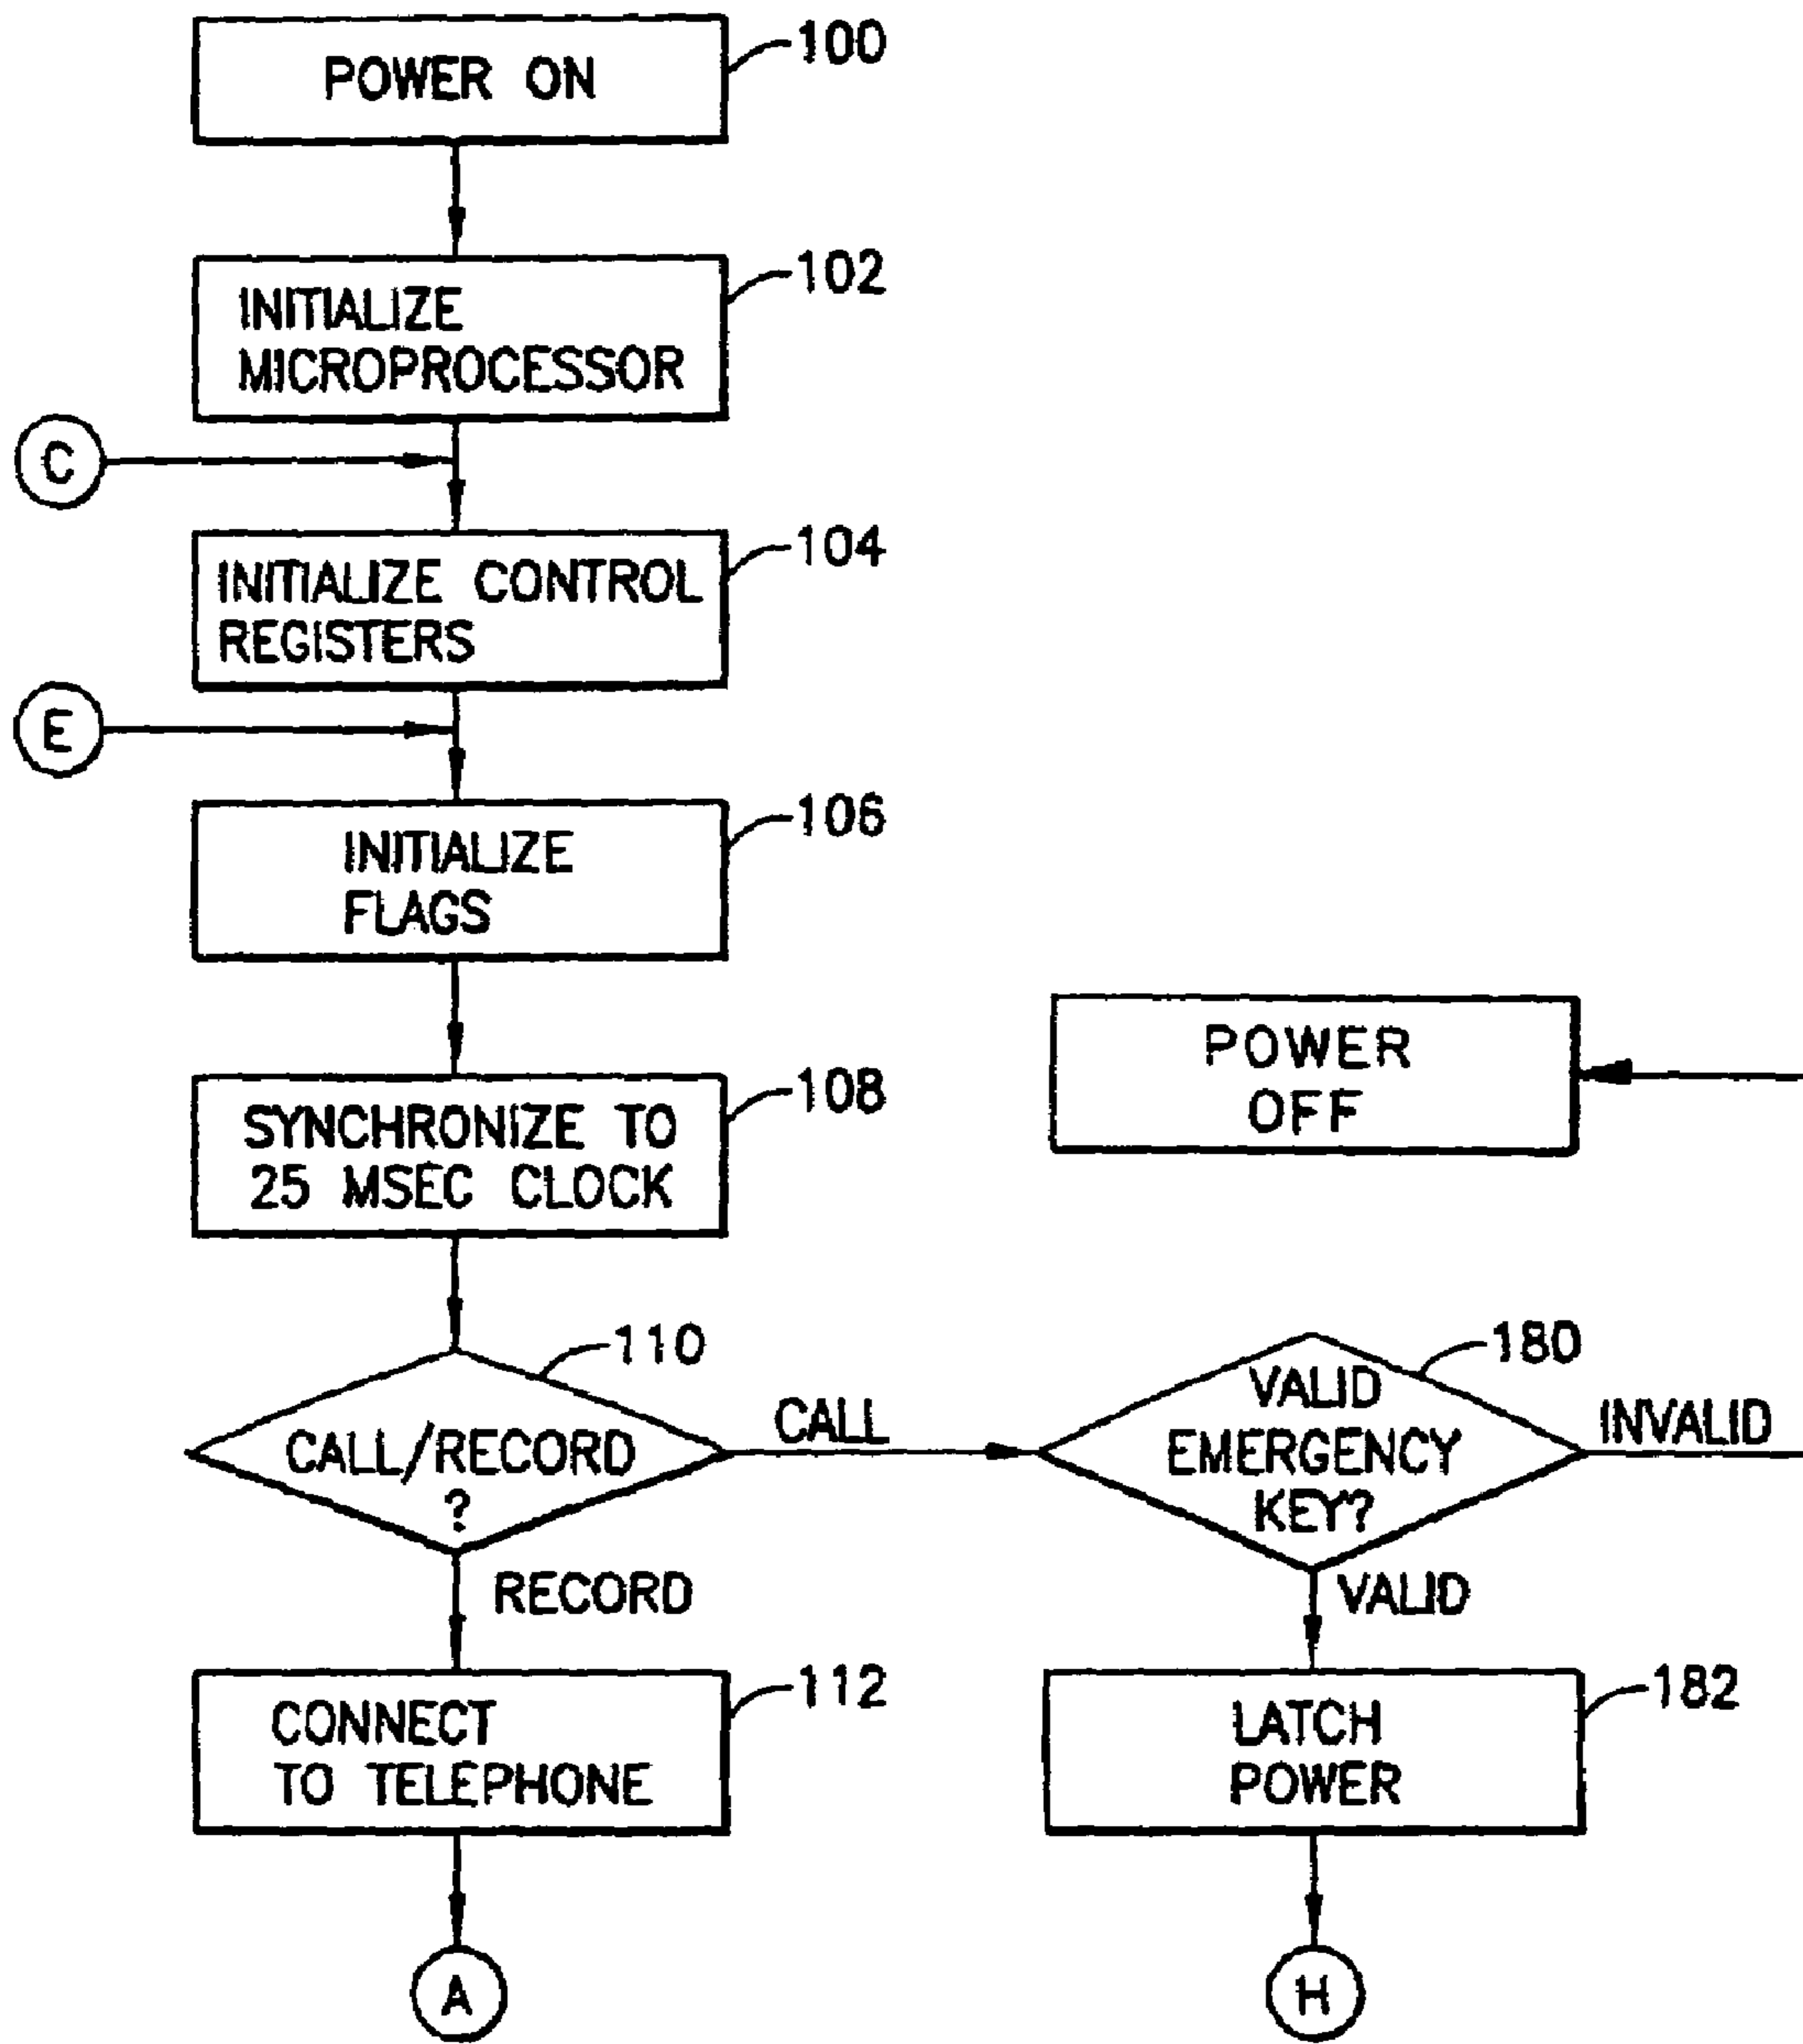 POWER ON
100
INITIALIZE
MICROPROCESSOR
102
C
INITIALIZE CONTROL
REGISTERS
104
E
INITIALIZE
FLAGS
106
SYNCHRONIZE TO
25 MSEC CLOCK
108
POWER
OFF
CALL/RECORD
?
110
CALL
VALID
EMERGENCY
KEY?
180
INVALID
RECORD
VALID
CONNECT
TO TELEPHONE
112
LATCH
POWER
182
A
H